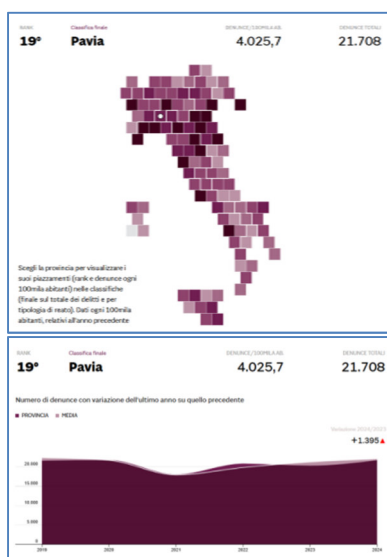 RANK Classifica finale DENUNCE/100MILA AB. DENUNCE TOTALI
19° Pavia 4.025,7 21.708
Scegli la provincia per visualizzare i
suoi piazzamenti (rank e denunce ogni
100mila abitanti) nelle classifiche
(finale sul totale dei delitti e per
tipologia di reato). Dati ogni 100mila
abitanti, relativi all'anno precedente
RANK Classifica finale DENUNCE/100MILA AB. DENUNCE TOTALI
19° Pavia 4.025,7 21.708
Numero di denunce con variazione dell'ultimo anno su quello precedente
PROVINCIA MEDIA
Variazione 2024/2023
+1.395
20.000
15.000
10.000
5.000
0
2019 2020 2021 2022 2023 2024